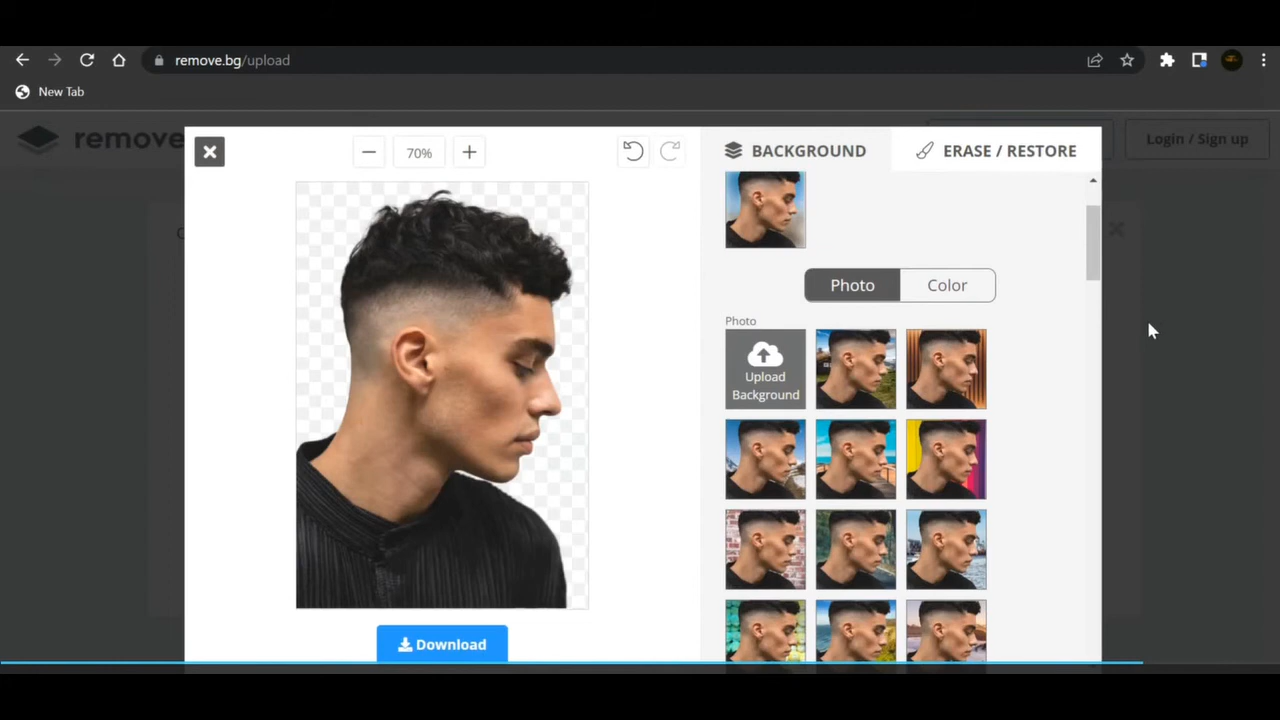 remove.bg/upload
New Tab
remove
Login / Sign up
70%
BACKGROUND
ERASE / RESTORE
Photo
Color
Photo
Upload
Background
Download